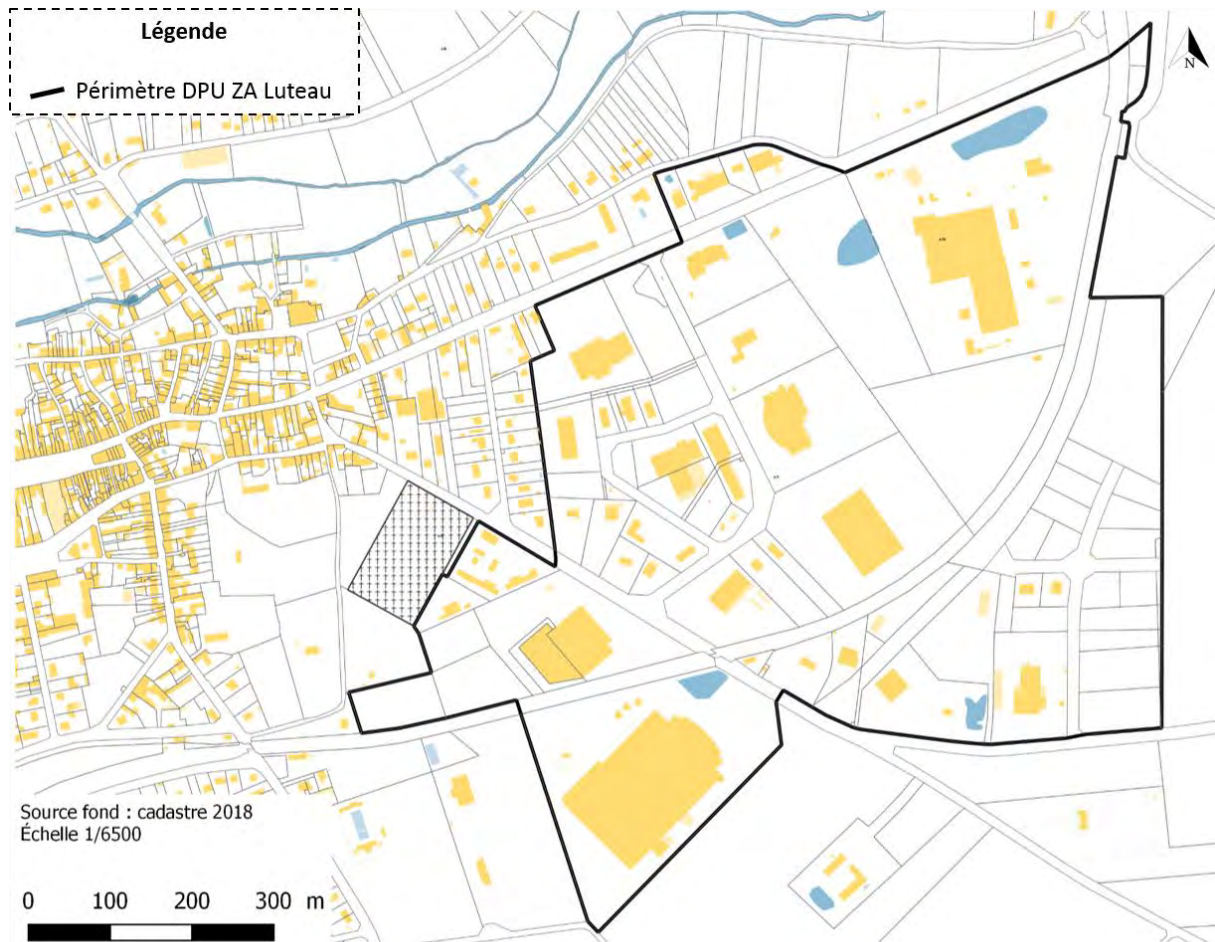 Légende
Périmètre DPU ZA Luteau
N
Source fond : cadastre 2018
Échelle 1/6500
0 100 200 300 m